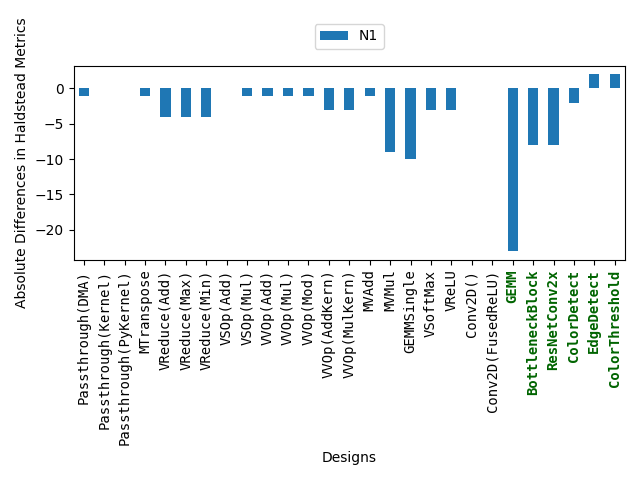 N1
Absolute Differences in Haldstead Metrics
0
−5
−10
−15
−20
Passthrough(DMA)
Passthrough(Kernel)
Passthrough(PyKernel)
MTranspose
VReduce(Add)
VReduce(Max)
VReduce(Min)
VSOp(Add)
VSOp(Mul)
VVOp(Add)
VVOp(Mul)
VVOp(Mod)
VVOp(AddKern)
VVOp(MulKern)
MVAdd
MVMul
GEMMSingle
VSoftMax
VReLU
Conv2D()
Conv2D(FusedReLU)
GEMM
BottleneckBlock
ResNetConv2x
ColorDetect
EdgeDetect
ColorThreshold
Designs